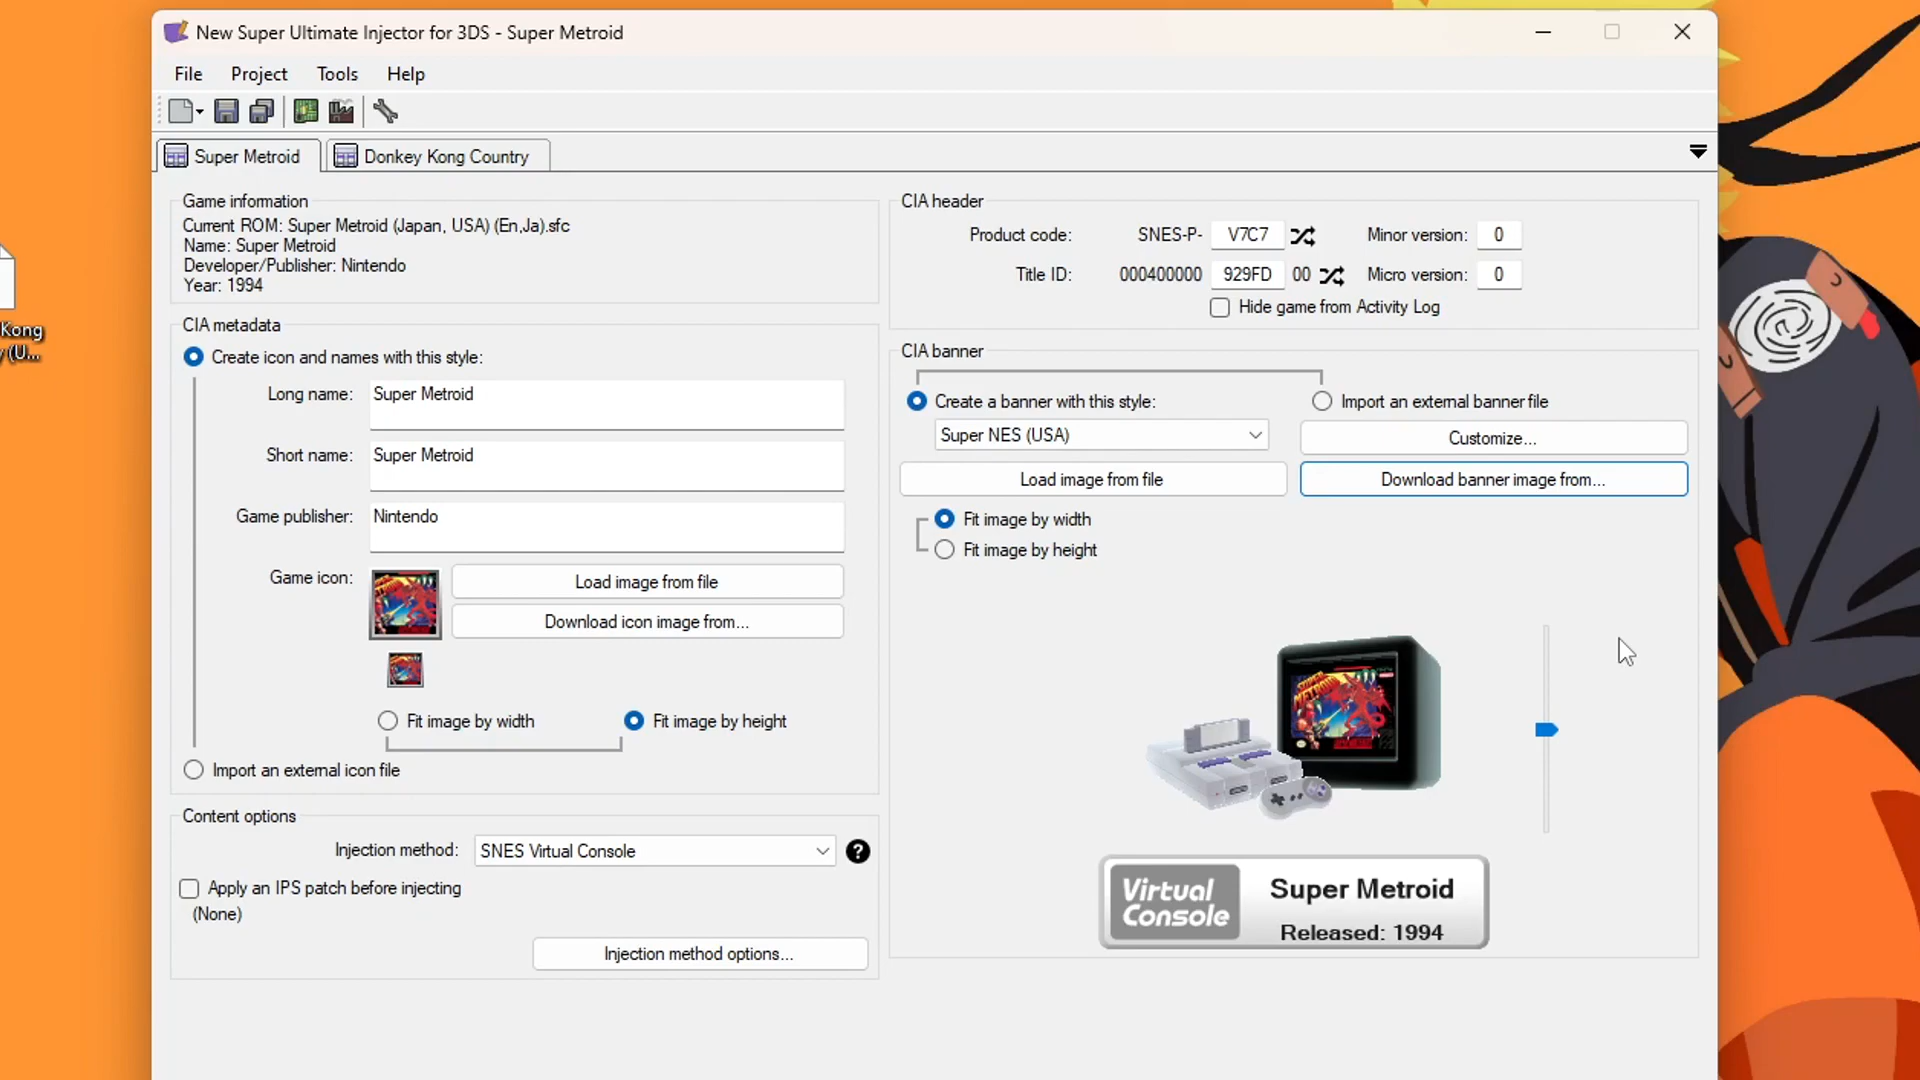 New Super Ultimate Injector for 3DS - Super Metroid
File Project Tools Help
Super Metroid Donkey Kong Country
Game information
Current ROM: Super Metroid (Japan, USA) (En,Ja).sfc
Name: Super Metroid
Developer/Publisher: Nintendo
Year: 1994
CIA metadata
Create icon and names with this style:
Long name: Super Metroid
Short name: Super Metroid
Game publisher: Nintendo
Game icon: Load image from file
Download icon image from...
Fit image by width Fit image by height
Import an external icon file
Content options
Injection method: SNES Virtual Console ?
Apply an IPS patch before injecting
(None)
Injection method options...
CIA header
Product code: SNES-P- V7C7 Minor version: 0
Title ID: 000400000 929FD 00 Micro version: 0
Hide game from Activity Log
CIA banner
Create a banner with this style: Import an external banner file
Super NES (USA) Customize...
Load image from file Download banner image from...
Fit image by width
Fit image by height
Virtual
Console
Super Metroid
Released: 1994
Kong
(U...